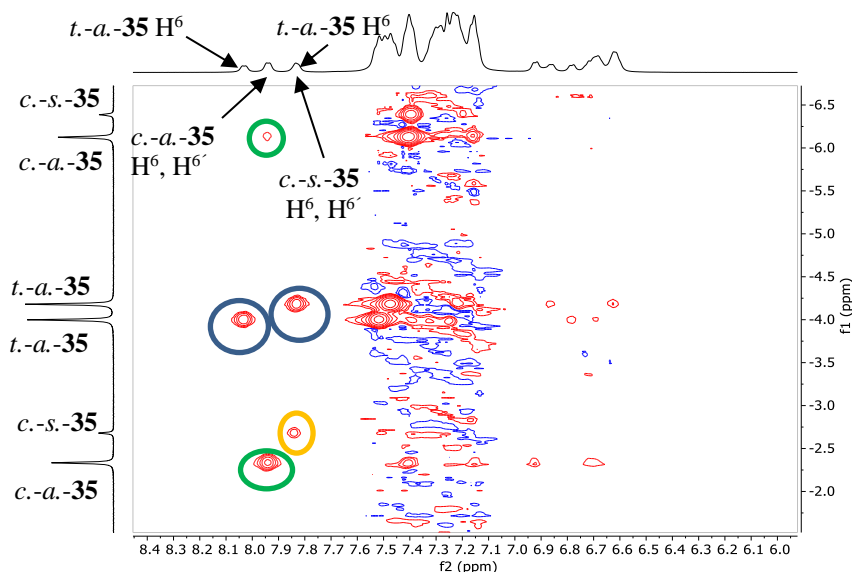 t.-a.-35 H⁶
t.-a.-35 H⁶
c.-s.-35
c.-a.-35
H⁶, H⁶´
c.-s.-35
H⁶, H⁶´
c.-a.-35
t.-a.-35
t.-a.-35
c.-s.-35
c.-a.-35
-6.5
-6.0
-5.5
-5.0
-4.5
-4.0
-3.5
-3.0
-2.5
-2.0
f1 (ppm)
8.4 8.3 8.2 8.1 8.0 7.9 7.8 7.7 7.6 7.5 7.4 7.3 7.2 7.1 7.0 6.9 6.8 6.7 6.6 6.5 6.4 6.3 6.2 6.1 6.0
f2 (ppm)